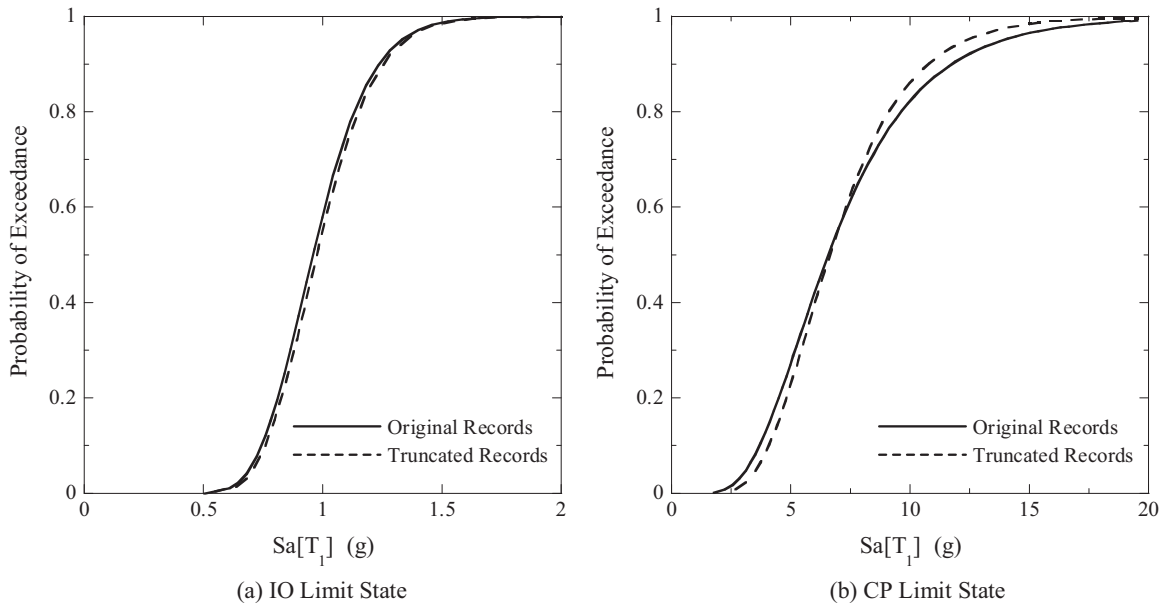 1
0.8
0.6
0.4
0.2
0
Probability of Exceedance
Original Records
Truncated Records
0 0.5 1 1.5 2
Sa[T1] (g)
(a) IO Limit State
1
0.8
0.6
0.4
0.2
0
Probability of Exceedance
Original Records
Truncated Records
0 5 10 15 20
Sa[T1] (g)
(b) CP Limit State